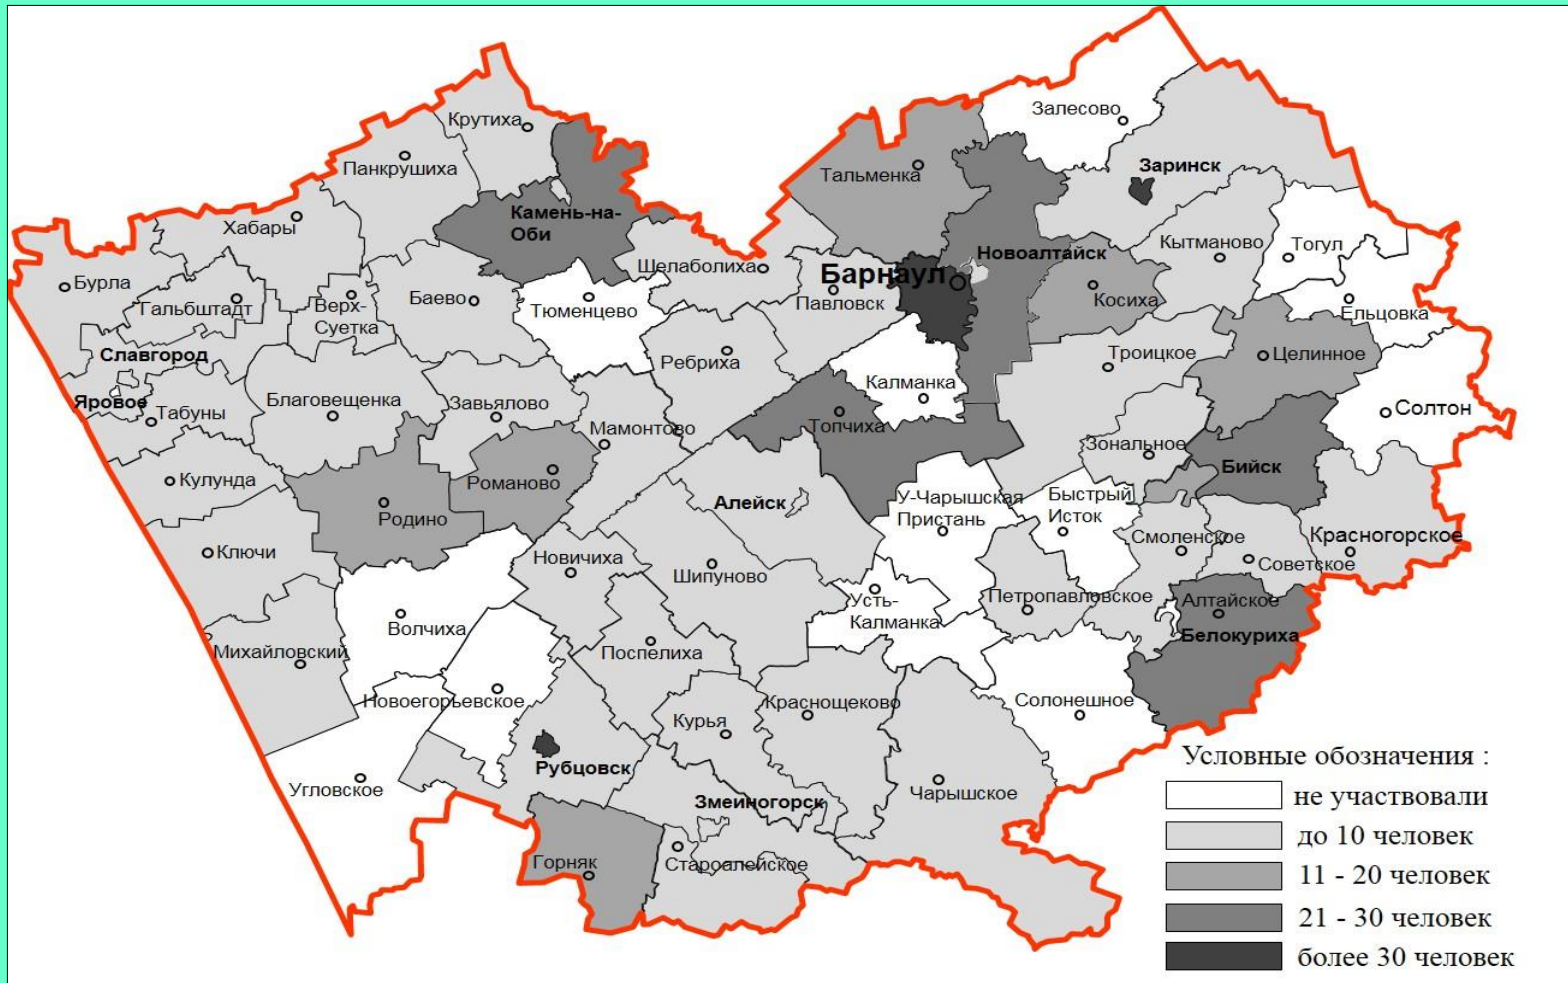 Залесово
Крутиха
Заринск
Панкрушиха
Тальменка
Камень-на-
Оби
Хабары
Кытманово
Тогул
Новоалтайск
Шелаболиха
Барнаул
Бурла
Баево
Косиха
Павловск
Верх-
Суетка
Гальбштадт
Тюменцево
Ельцовка
Славгород
Троицкое
Целинное
Ребриха
Калманка
Яровое
Табуны
Благовещенка
Завьялово
Солтон
Мамонтово
Топчиха
Зональное
Бийск
Кулунда
Романово
Родино
Алейск
У-Чарышская
Пристань
Быстрый
Исток
Ключи
Новичиха
Шипуново
Смоленское
Красногорское
Советское
Усть-
Калманка
Петропавловское
Алтайское
Белокуриха
Волчиха
Михайловский
Поспелиха
Новоегорьевское
Краснощеково
Солонешное
Курья
Рубцовск
Угловское
Змеиногорск
Чарышское
Горняк
Староалейское
Условные обозначения :
не участвовали
до 10 человек
11 - 20 человек
21 - 30 человек
более 30 человек